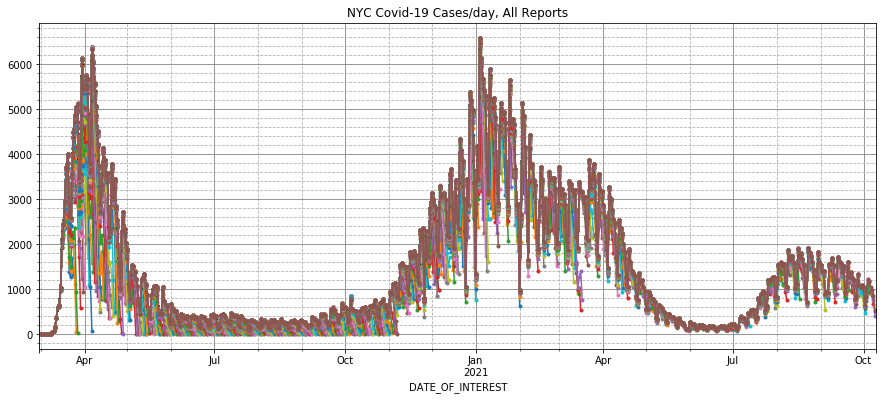 NYC Covid-19 Cases/day, All Reports
6000
5000
4000
3000
2000
1000
0
Apr Jul Oct Jan Apr Jul Oct
2021
DATE_OF_INTEREST